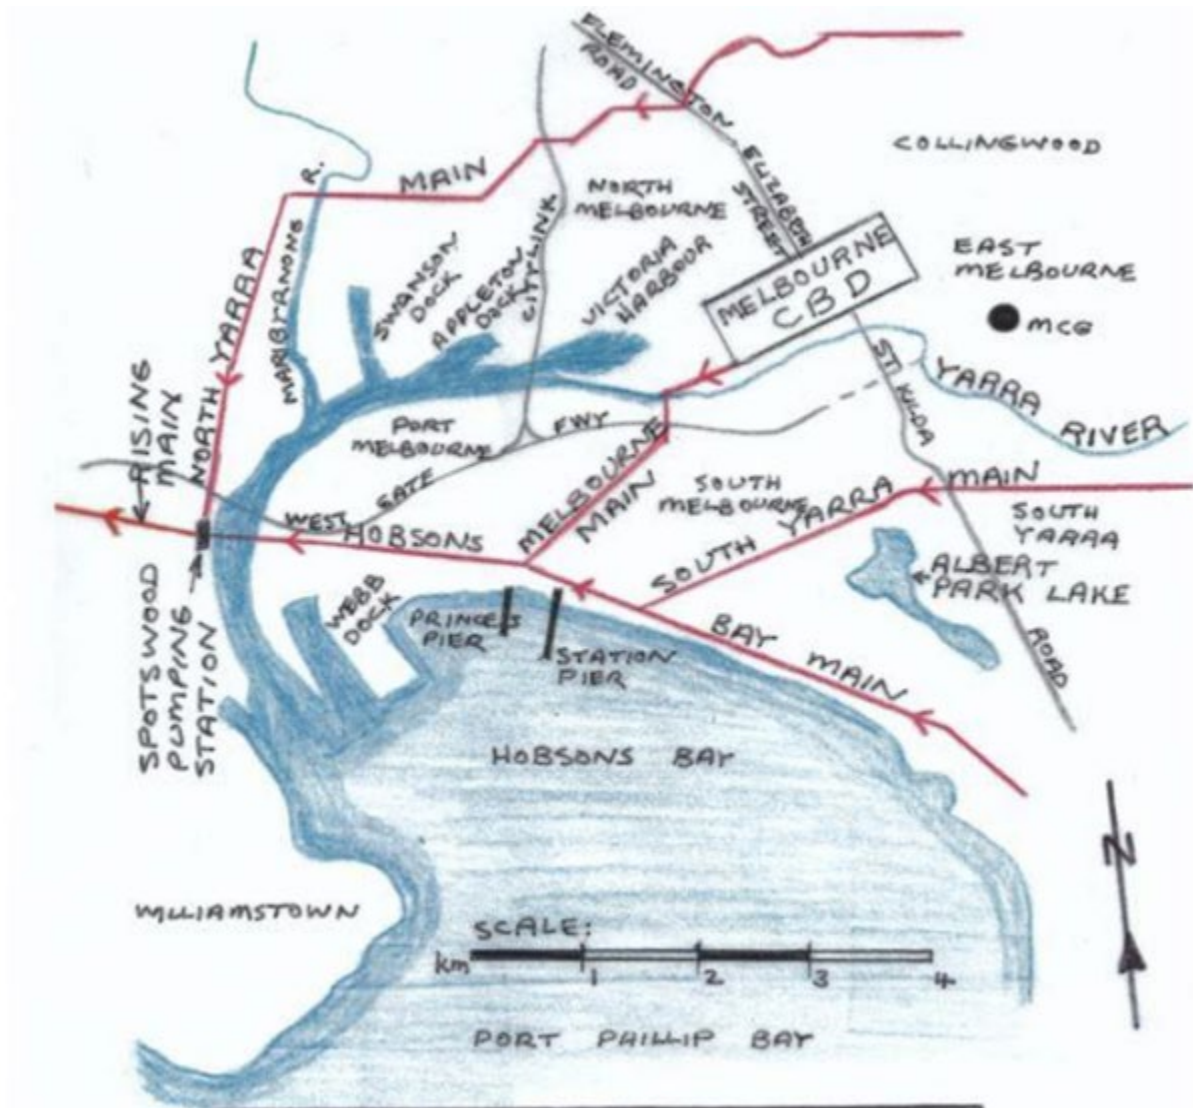 FLEMINGTON
ROAD
COLLINGWOOD
ELIZABETH
STREET
R.
MAIN
NORTH
MELBOURNE
MARIBYRNONG
NORTH YARRA
SWANSON
DOCK
APPLETON
DOCK
CITYLINK
VICTORIA
HARBOUR
MELBOURNE
CBD
EAST
MELBOURNE
MCG
ST. KILDA
ROAD
YARRA
RIVER
RISING
MAIN
PORT
MELBOURNE
WEST GATE FWY
MELBOURNE
MAIN
SOUTH
MELBOURNE
SOUTH YARRA MAIN
SOUTH
YARRA
HOBSONS
BAY MAIN
ALBERT
PARK LAKE
SPOTSWOOD
PUMPING
STATION
WEBB
DOCK
PRINCES
PIER
STATION
PIER
HOBSONS BAY
N
WILLIAMSTOWN
SCALE:
km 1 2 3 4
PORT PHILLIP BAY